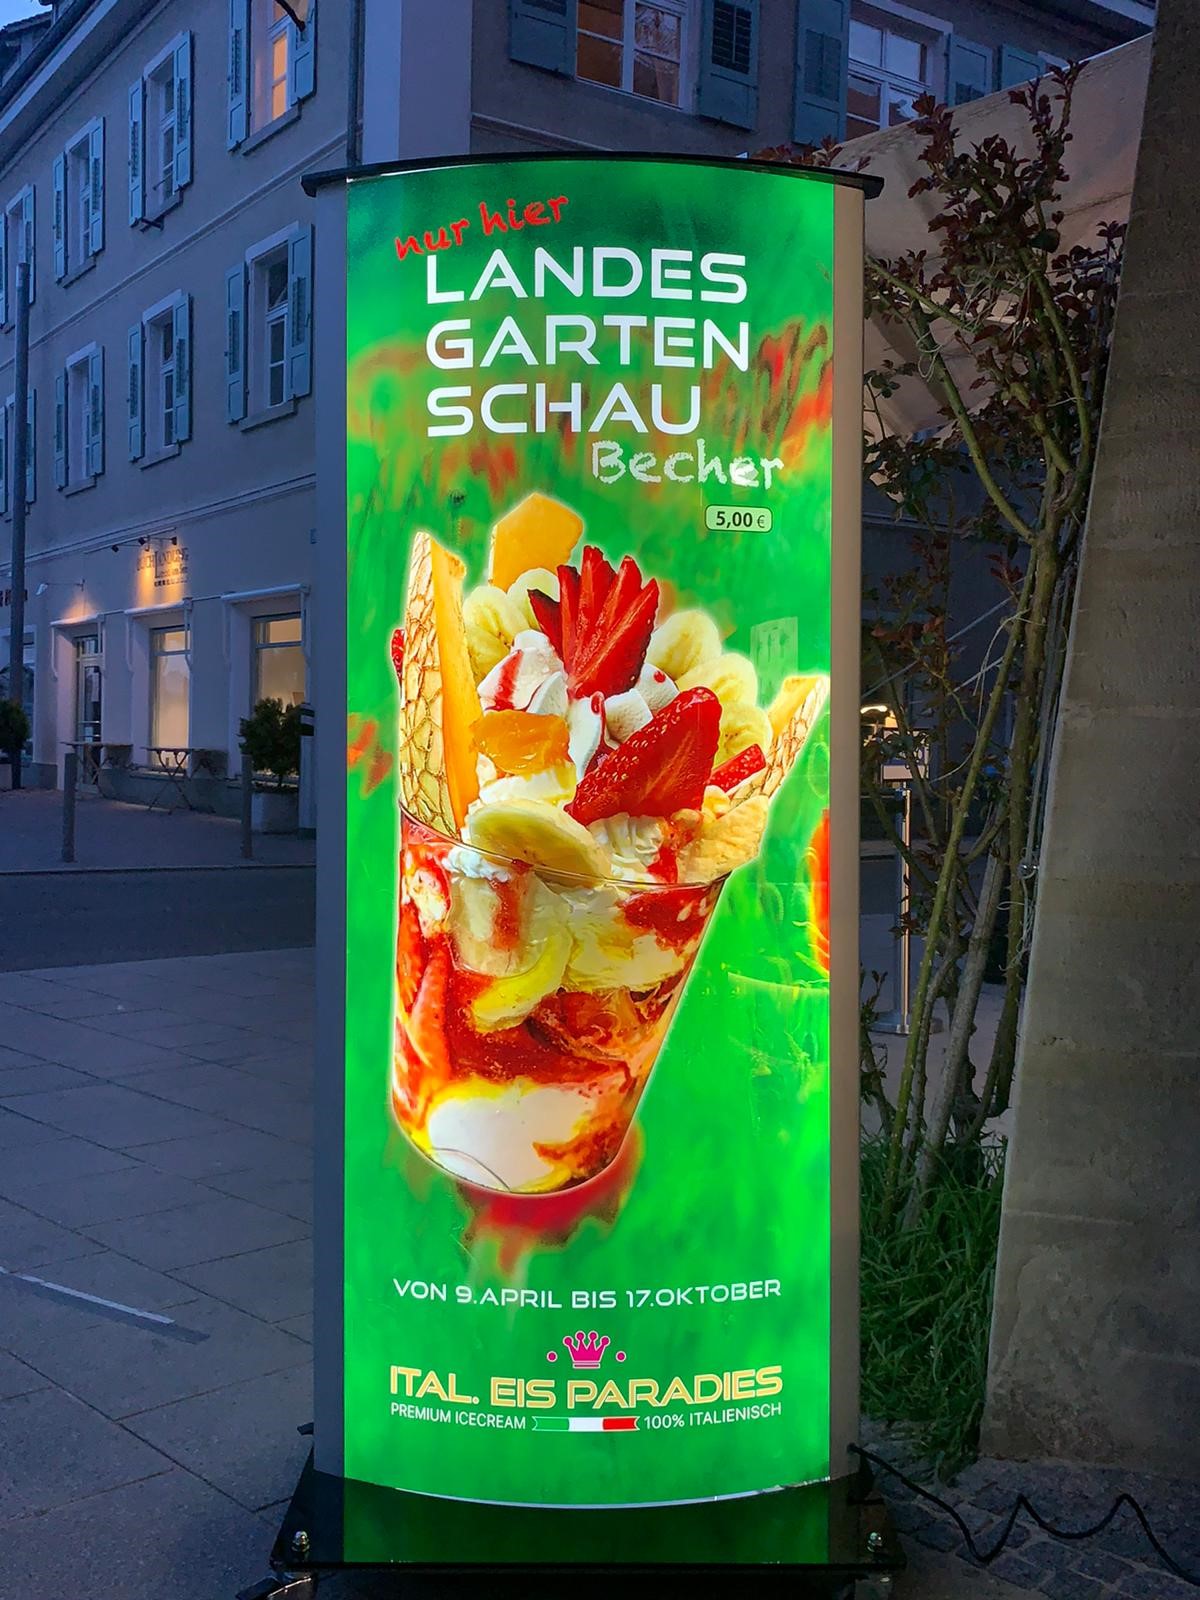 nur hier
LANDES
GARTEN
SCHAU
Becher
5,00 €
VON 9.APRIL BIS 17.OKTOBER
ITAL. EIS PARADIES
PREMIUM ICECREAM 100% ITALIENISCH